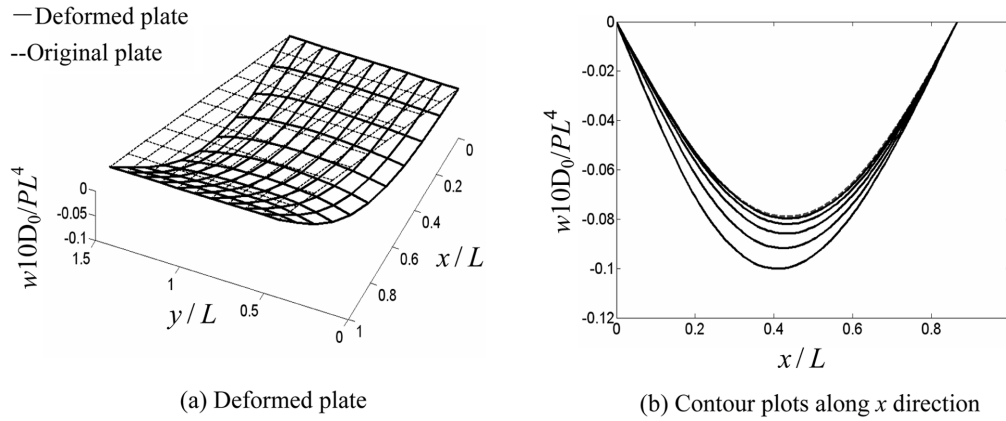 —Deformed plate
--Original plate
w10D₀/PL⁴
0
-0.05
-0.1
1.5
1
0.5
0
y / L
0
0.2
0.4
0.6
0.8
1
x / L
(a) Deformed plate
w10D₀/PL⁴
0
-0.02
-0.04
-0.06
-0.08
-0.1
-0.12
0
0.2
0.4
0.6
0.8
x / L
(b) Contour plots along x direction